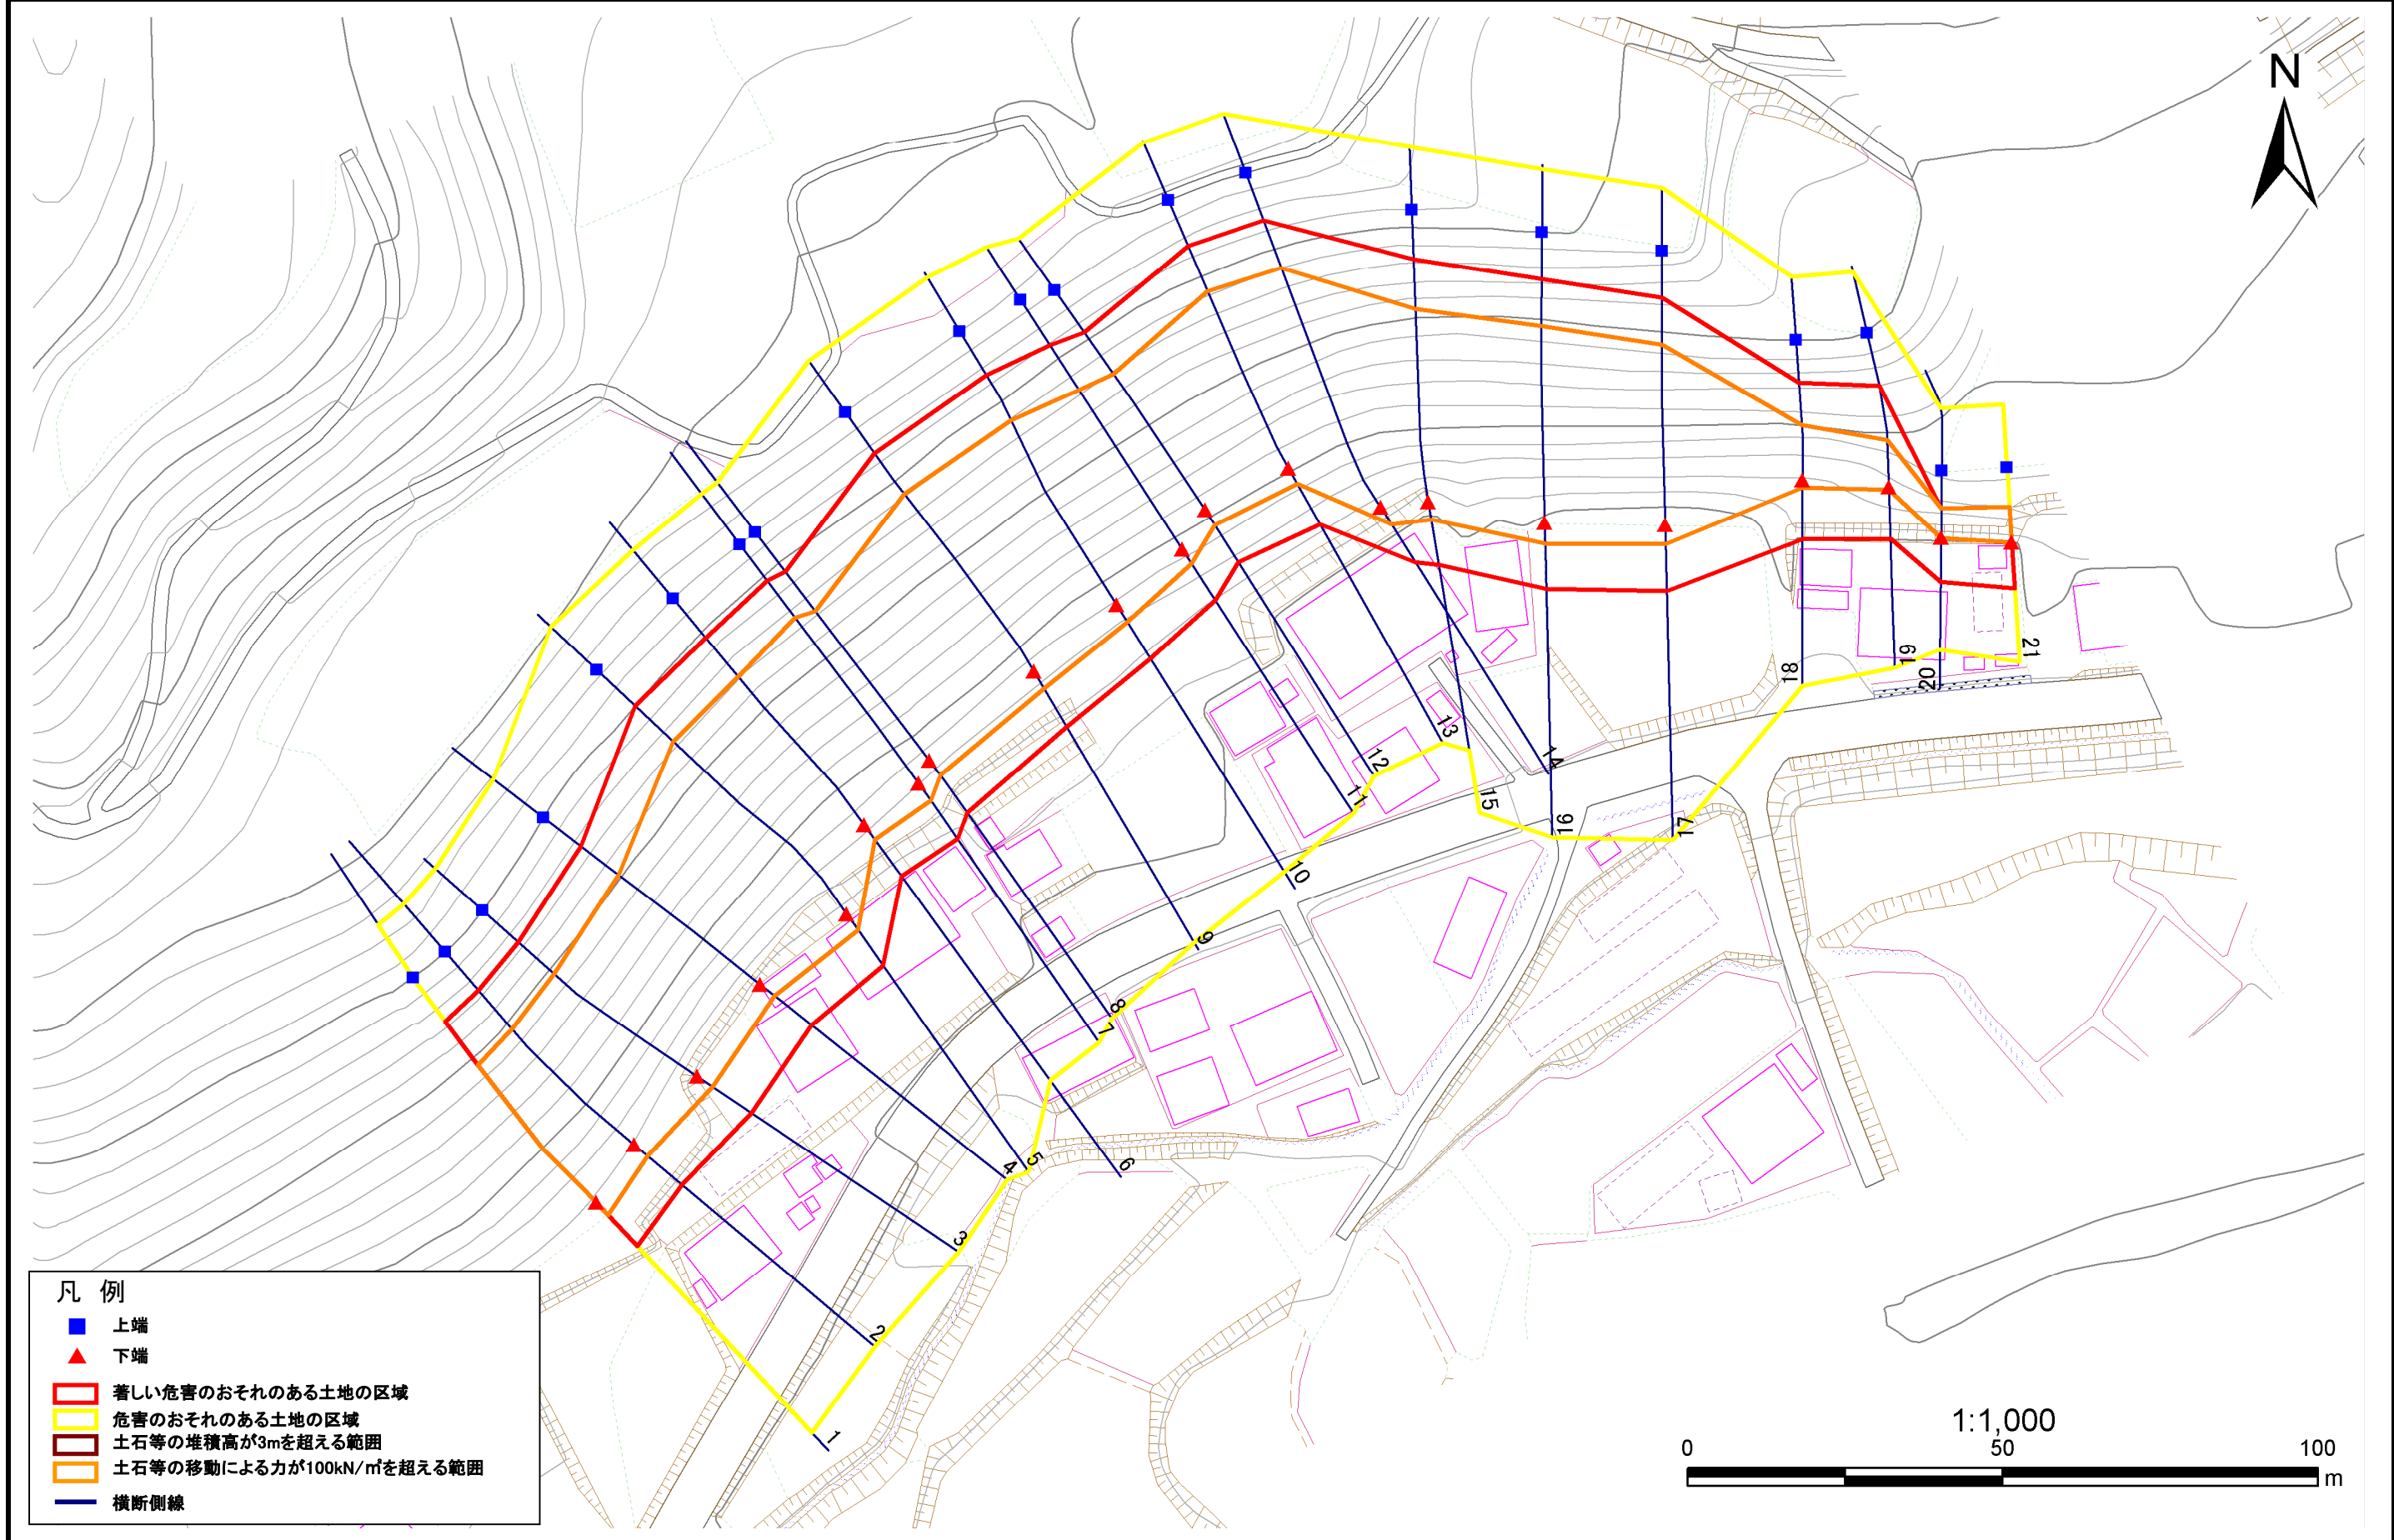 N
1
2
3
4
5
6
7
8
9
10
11
12
13
14
15
16
17
18
19
20
21
凡 例
上端
下端
著しい危害のおそれのある土地の区域
危害のおそれのある土地の区域
土石等の堆積高が3mを超える範囲
土石等の移動による力が100kN/㎡を超える範囲
横断側線
1:1,000
0 50 100
m